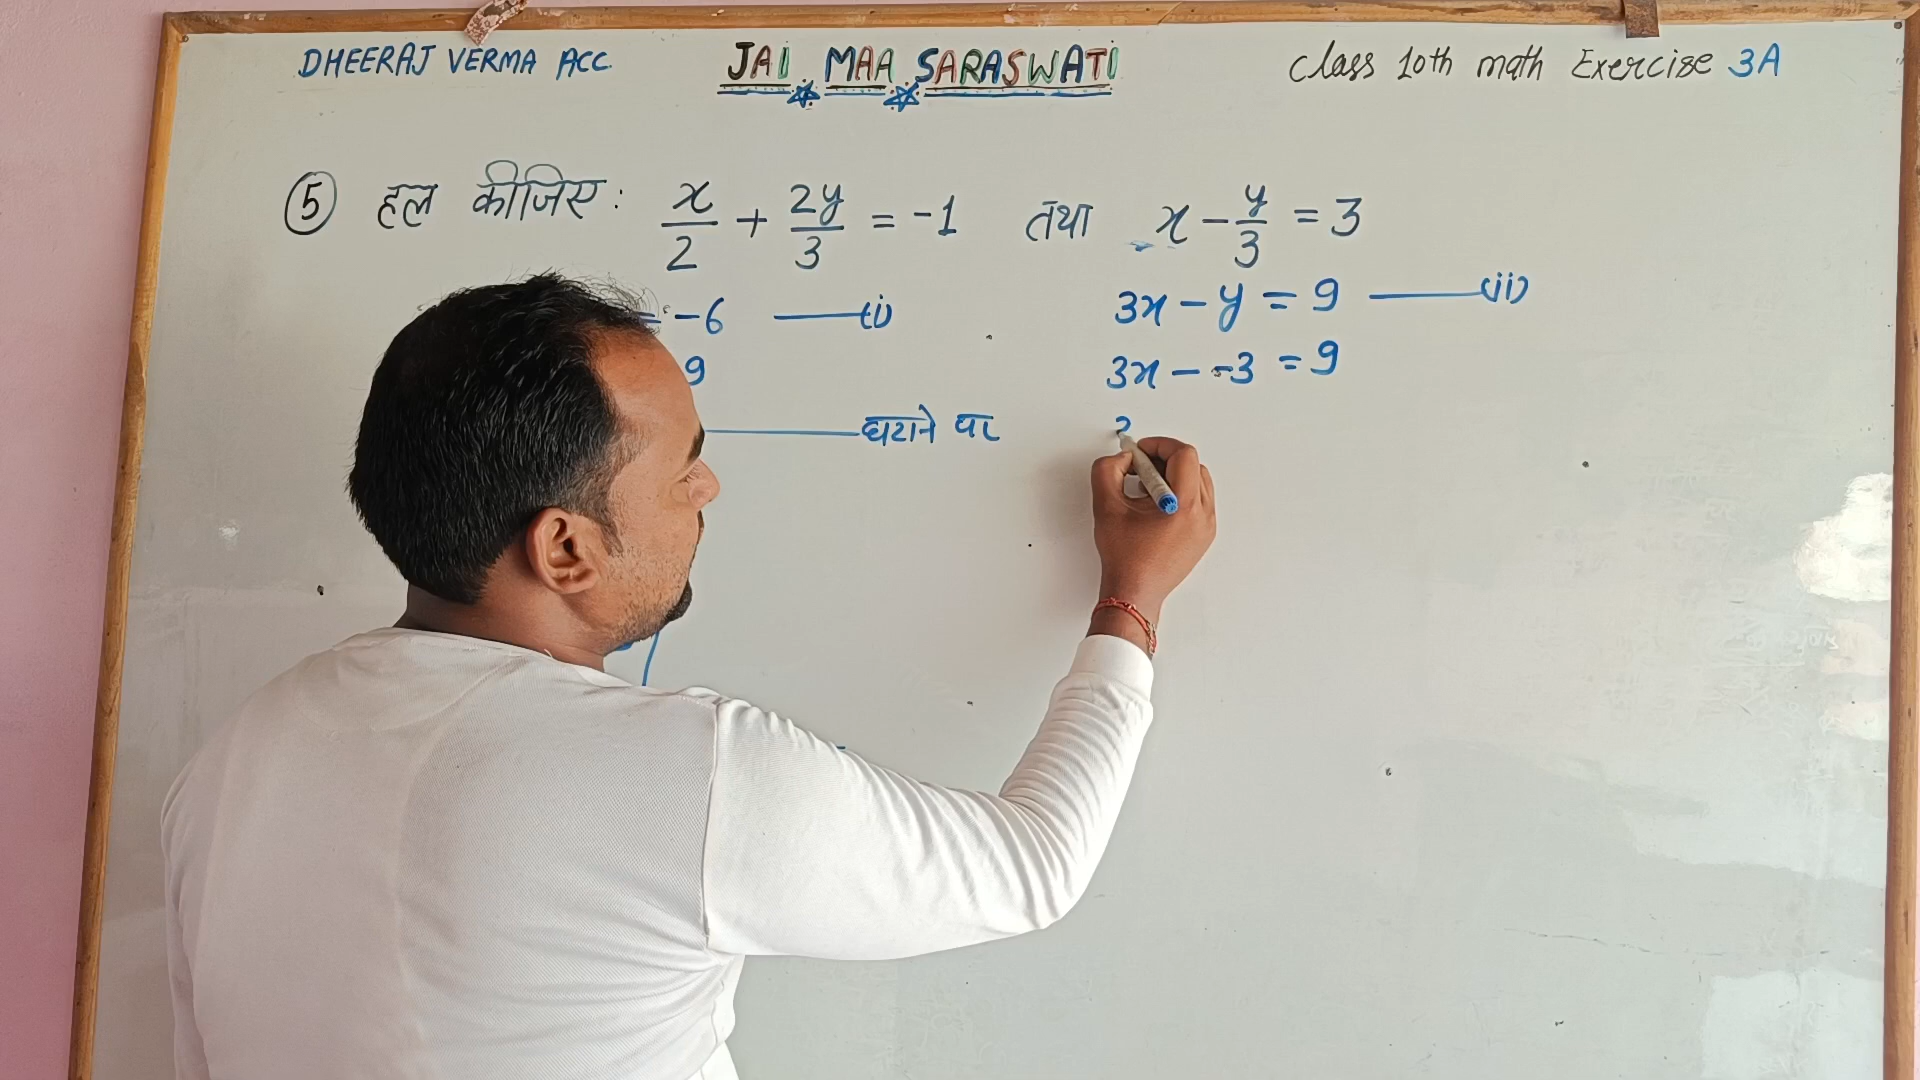 DHEERAJ VERMA ACC. JAI MAA SARASWATI Class 10th math Exercise 3A
⑤ हल कीजिए: x/2 + 2y/3 = -1 तथा x - y/3 = 3
= -6 ——(i)
9
——घटाने पर
3x - y = 9 ——(ii)
3x - -3 = 9